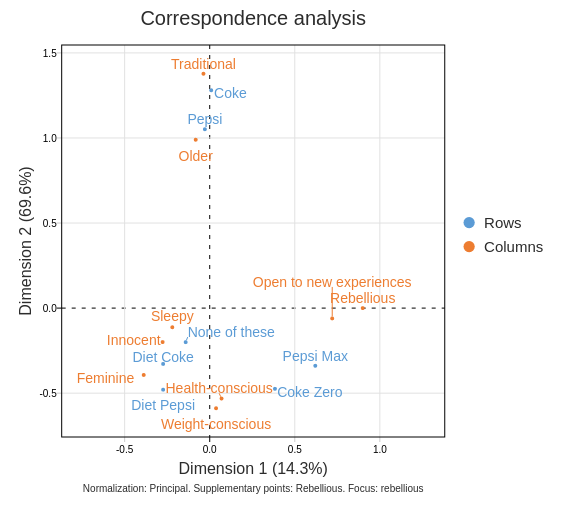 Correspondence analysis
1.5
Traditional
Coke
Pepsi
1.0
Older
Dimension 2 (69.6%)
0.5
Rows
Columns
Open to new experiences
Rebellious
0.0
Sleepy
None of these
Innocent
Diet Coke
Pepsi Max
Feminine
Health-conscious
Coke Zero
-0.5
Diet Pepsi
Weight-conscious
-0.5 0.0 0.5 1.0
Dimension 1 (14.3%)
Normalization: Principal. Supplementary points: Rebellious. Focus: rebellious